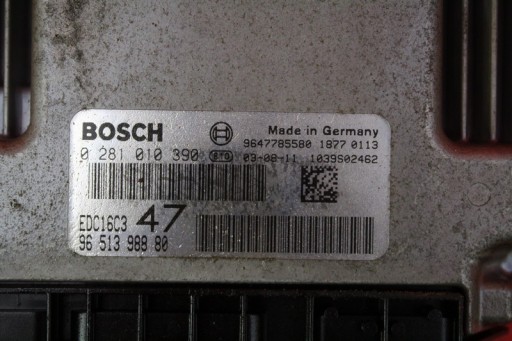 BOSCH
Made in Germany
9647785580 1877 0113
0 281 010 390
03-08-11 1039S02462
EDC16C3 47
96 513 988 80